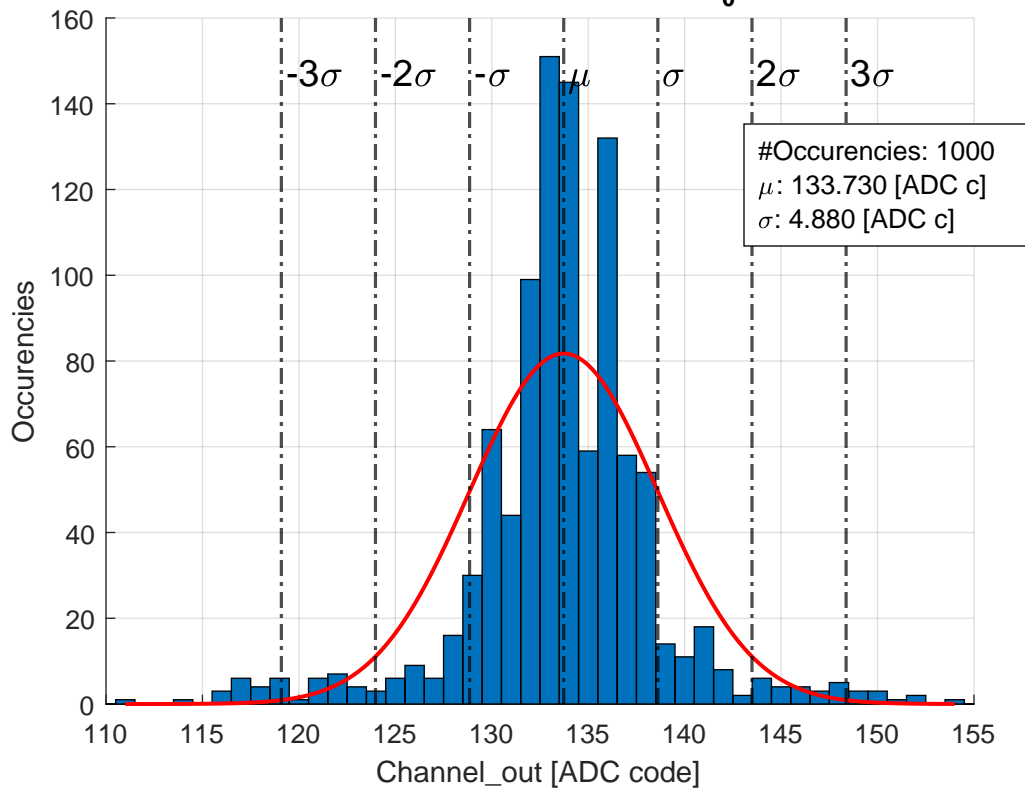 0
160
140
120
100
80
60
40
20
0
-3σ
-2σ
-σ
μ
σ
2σ
3σ
#Occurencies: 1000
μ: 133.730 [ADC c]
σ: 4.880 [ADC c]
Occurencies
110 115 120 125 130 135 140 145 150 155
Channel_out [ADC code]